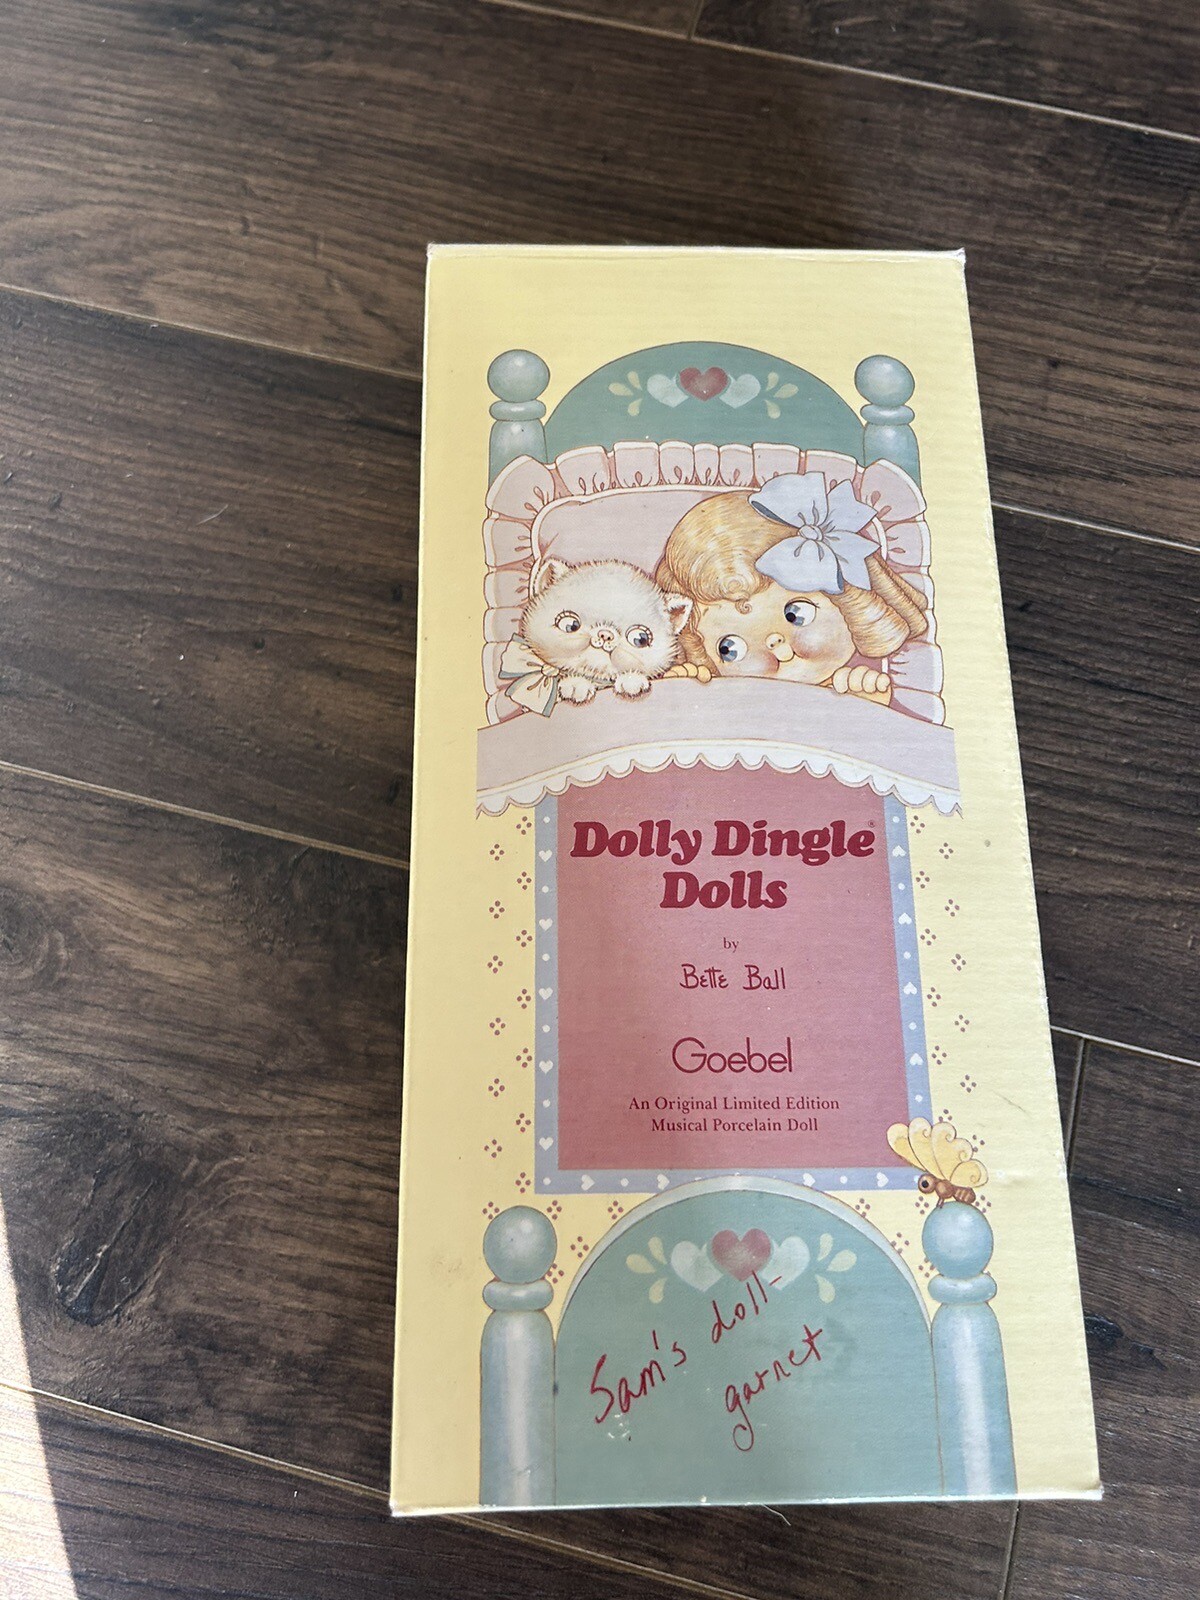 Dolly Dingle®
Dolls
by
Bette Ball
Goebel
An Original Limited Edition
Musical Porcelain Doll
Sam's doll-
garnet